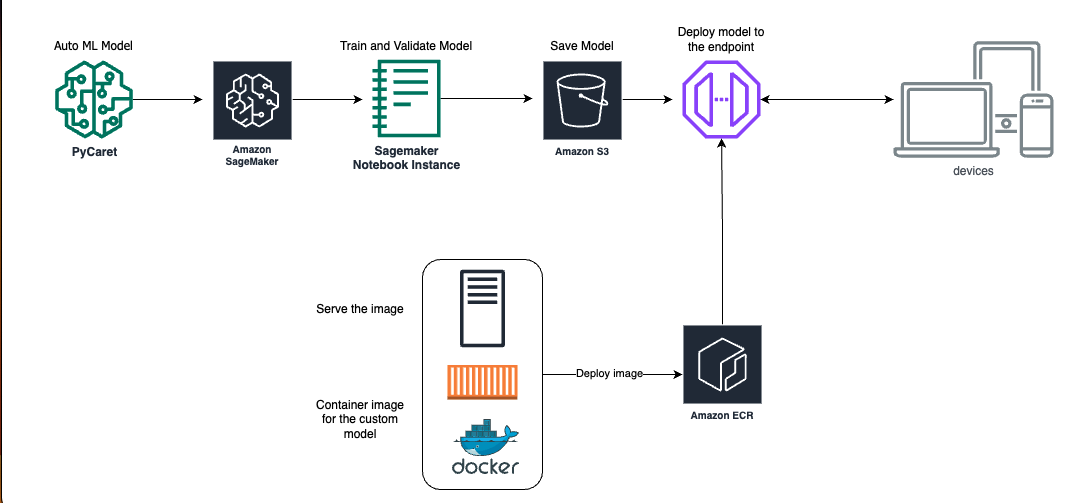 Auto ML Model
PyCaret
Amazon
SageMaker
Train and Validate Model
Sagemaker
Notebook Instance
Save Model
Amazon S3
Deploy model to
the endpoint
devices
Serve the image
Container image
for the custom
model
docker
Deploy image
Amazon ECR